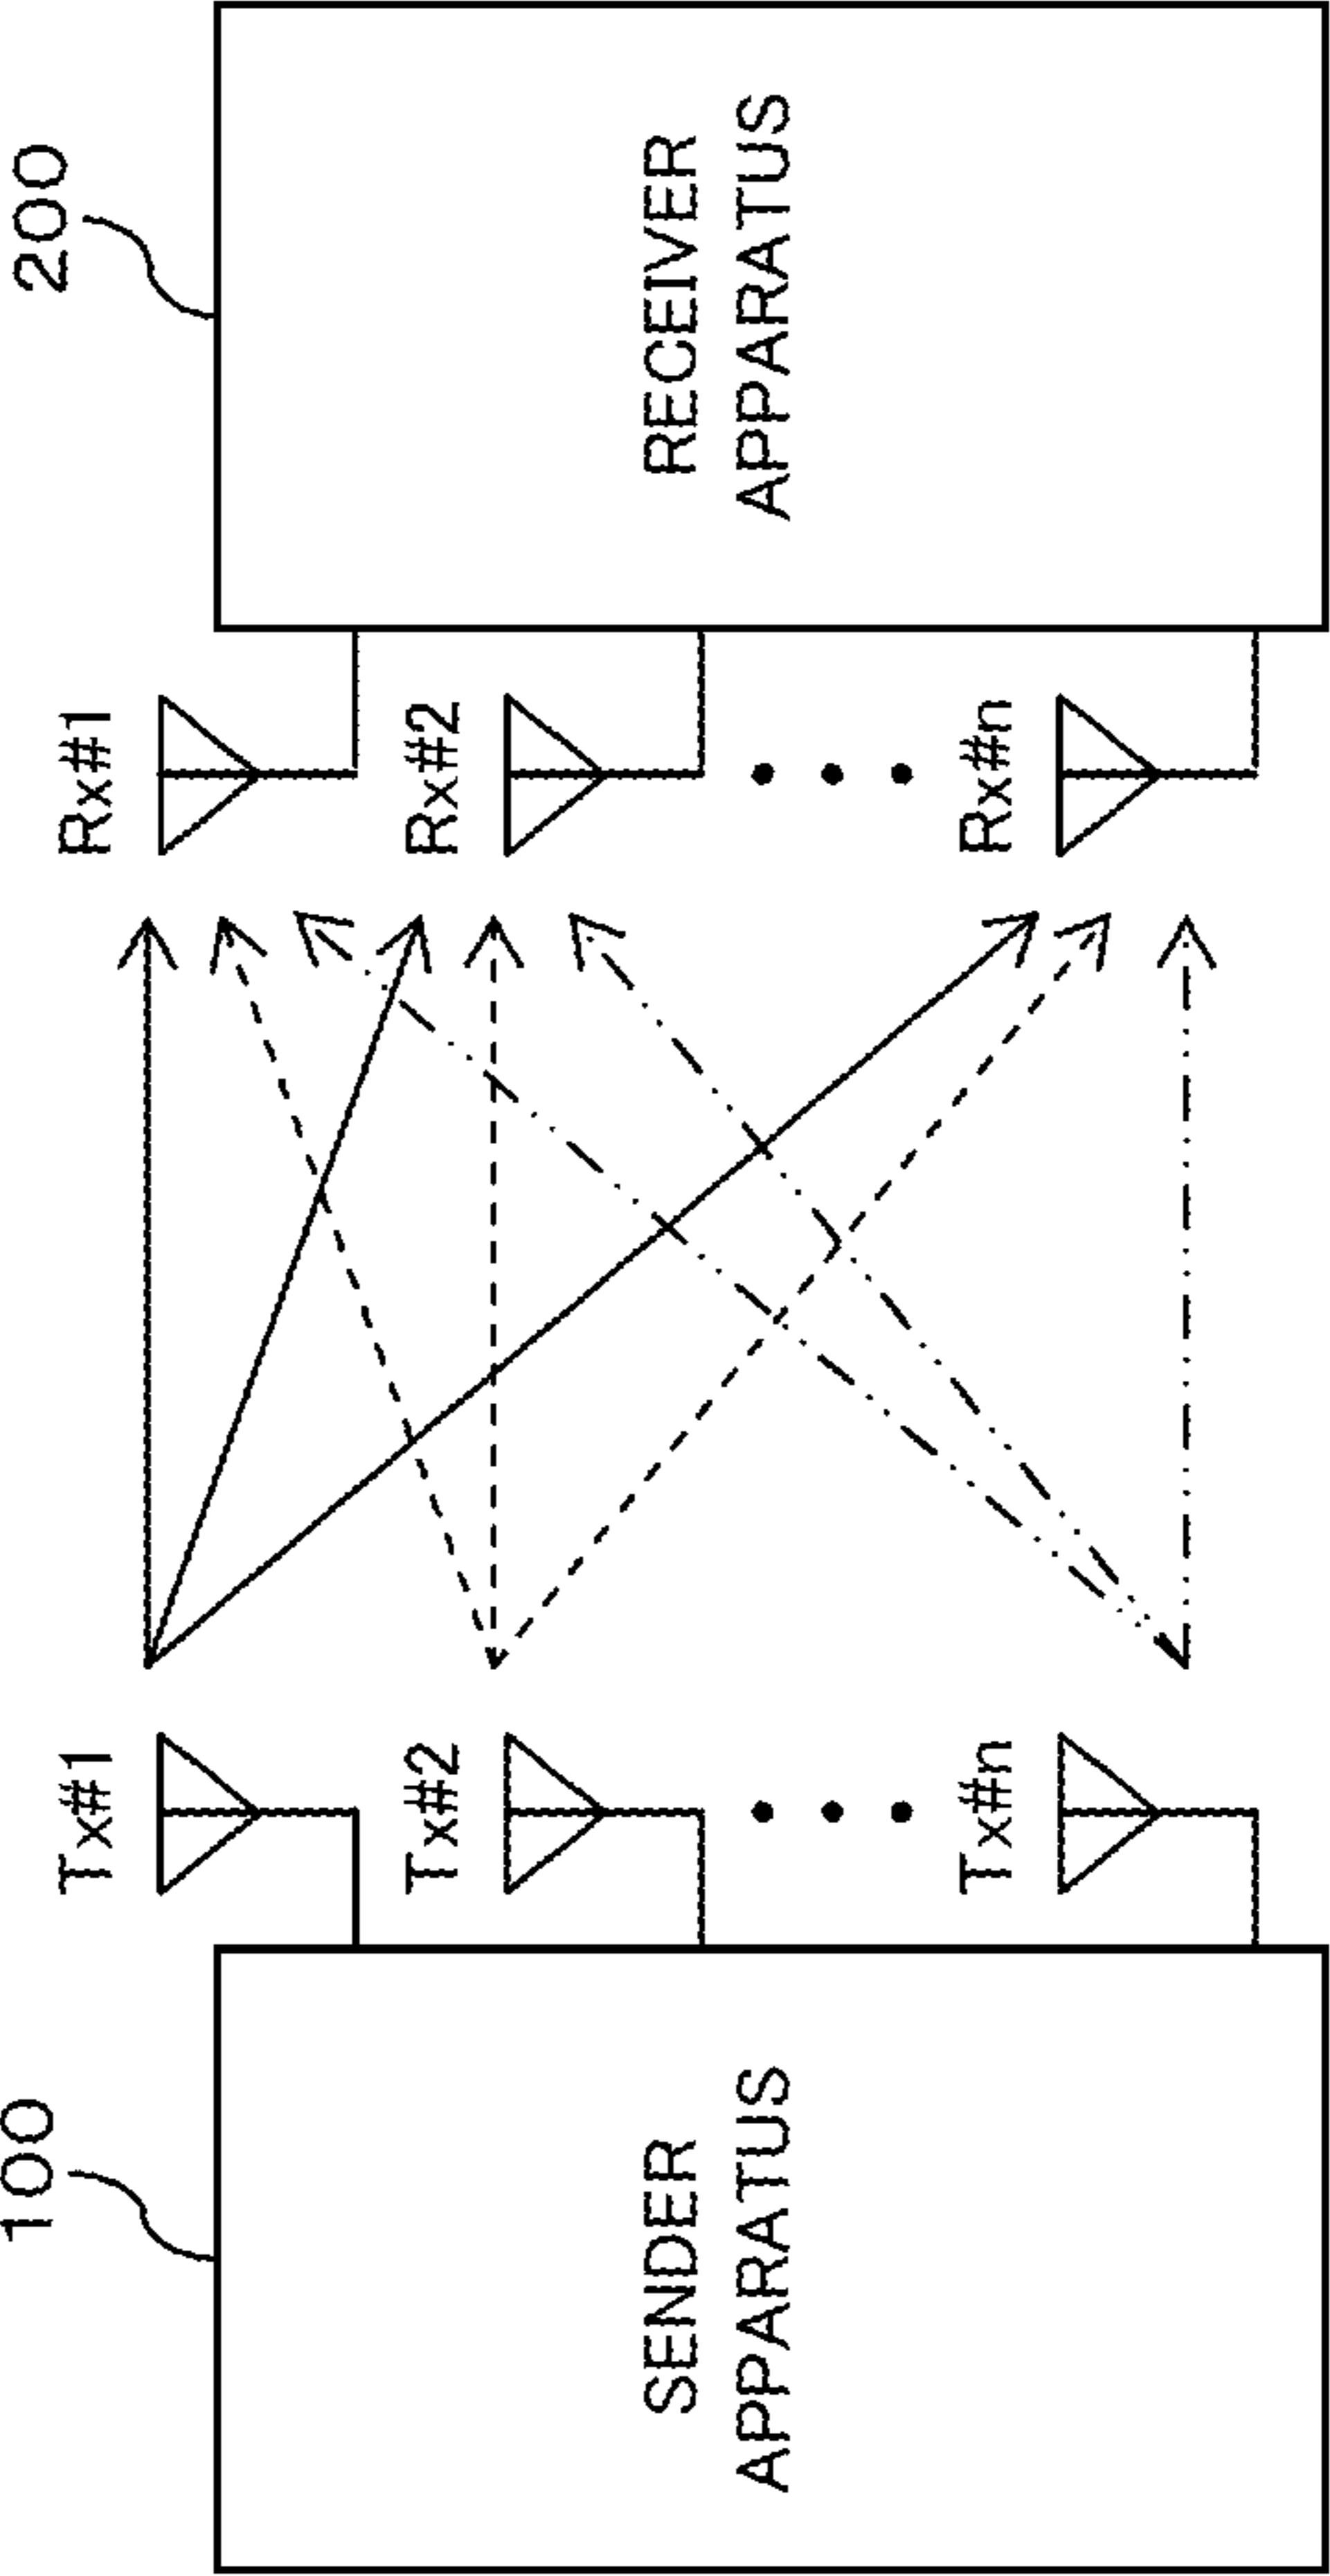 100
200
Tx#1
Rx#1
Tx#2
Rx#2
SENDER
APPARATUS
RECEIVER
APPARATUS
Tx#n
Rx#n